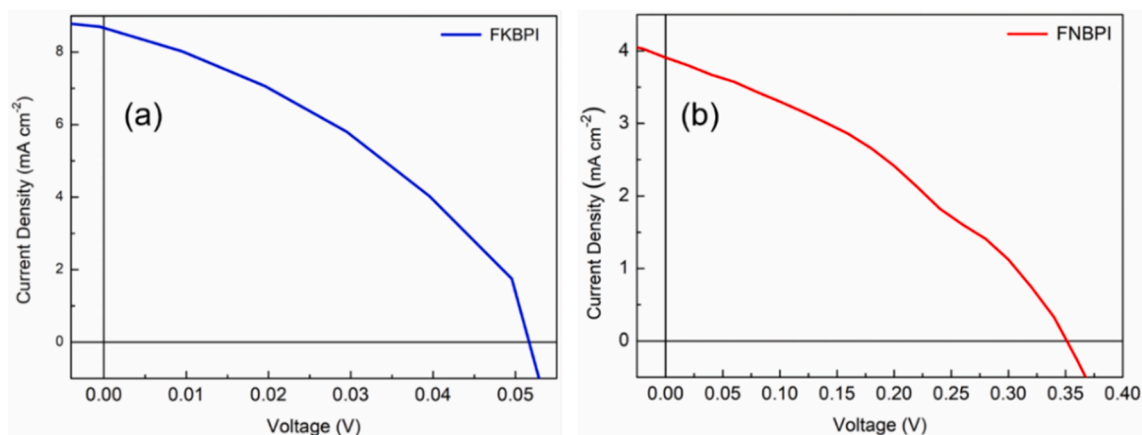 FKBPI
(a)
Current Density (mA cm-2)
8
6
4
2
0
0.00 0.01 0.02 0.03 0.04 0.05
Voltage (V)
FNBPI
(b)
Current Density (mA cm-2)
4
3
2
1
0
0.00 0.05 0.10 0.15 0.20 0.25 0.30 0.35 0.40
Voltage (V)